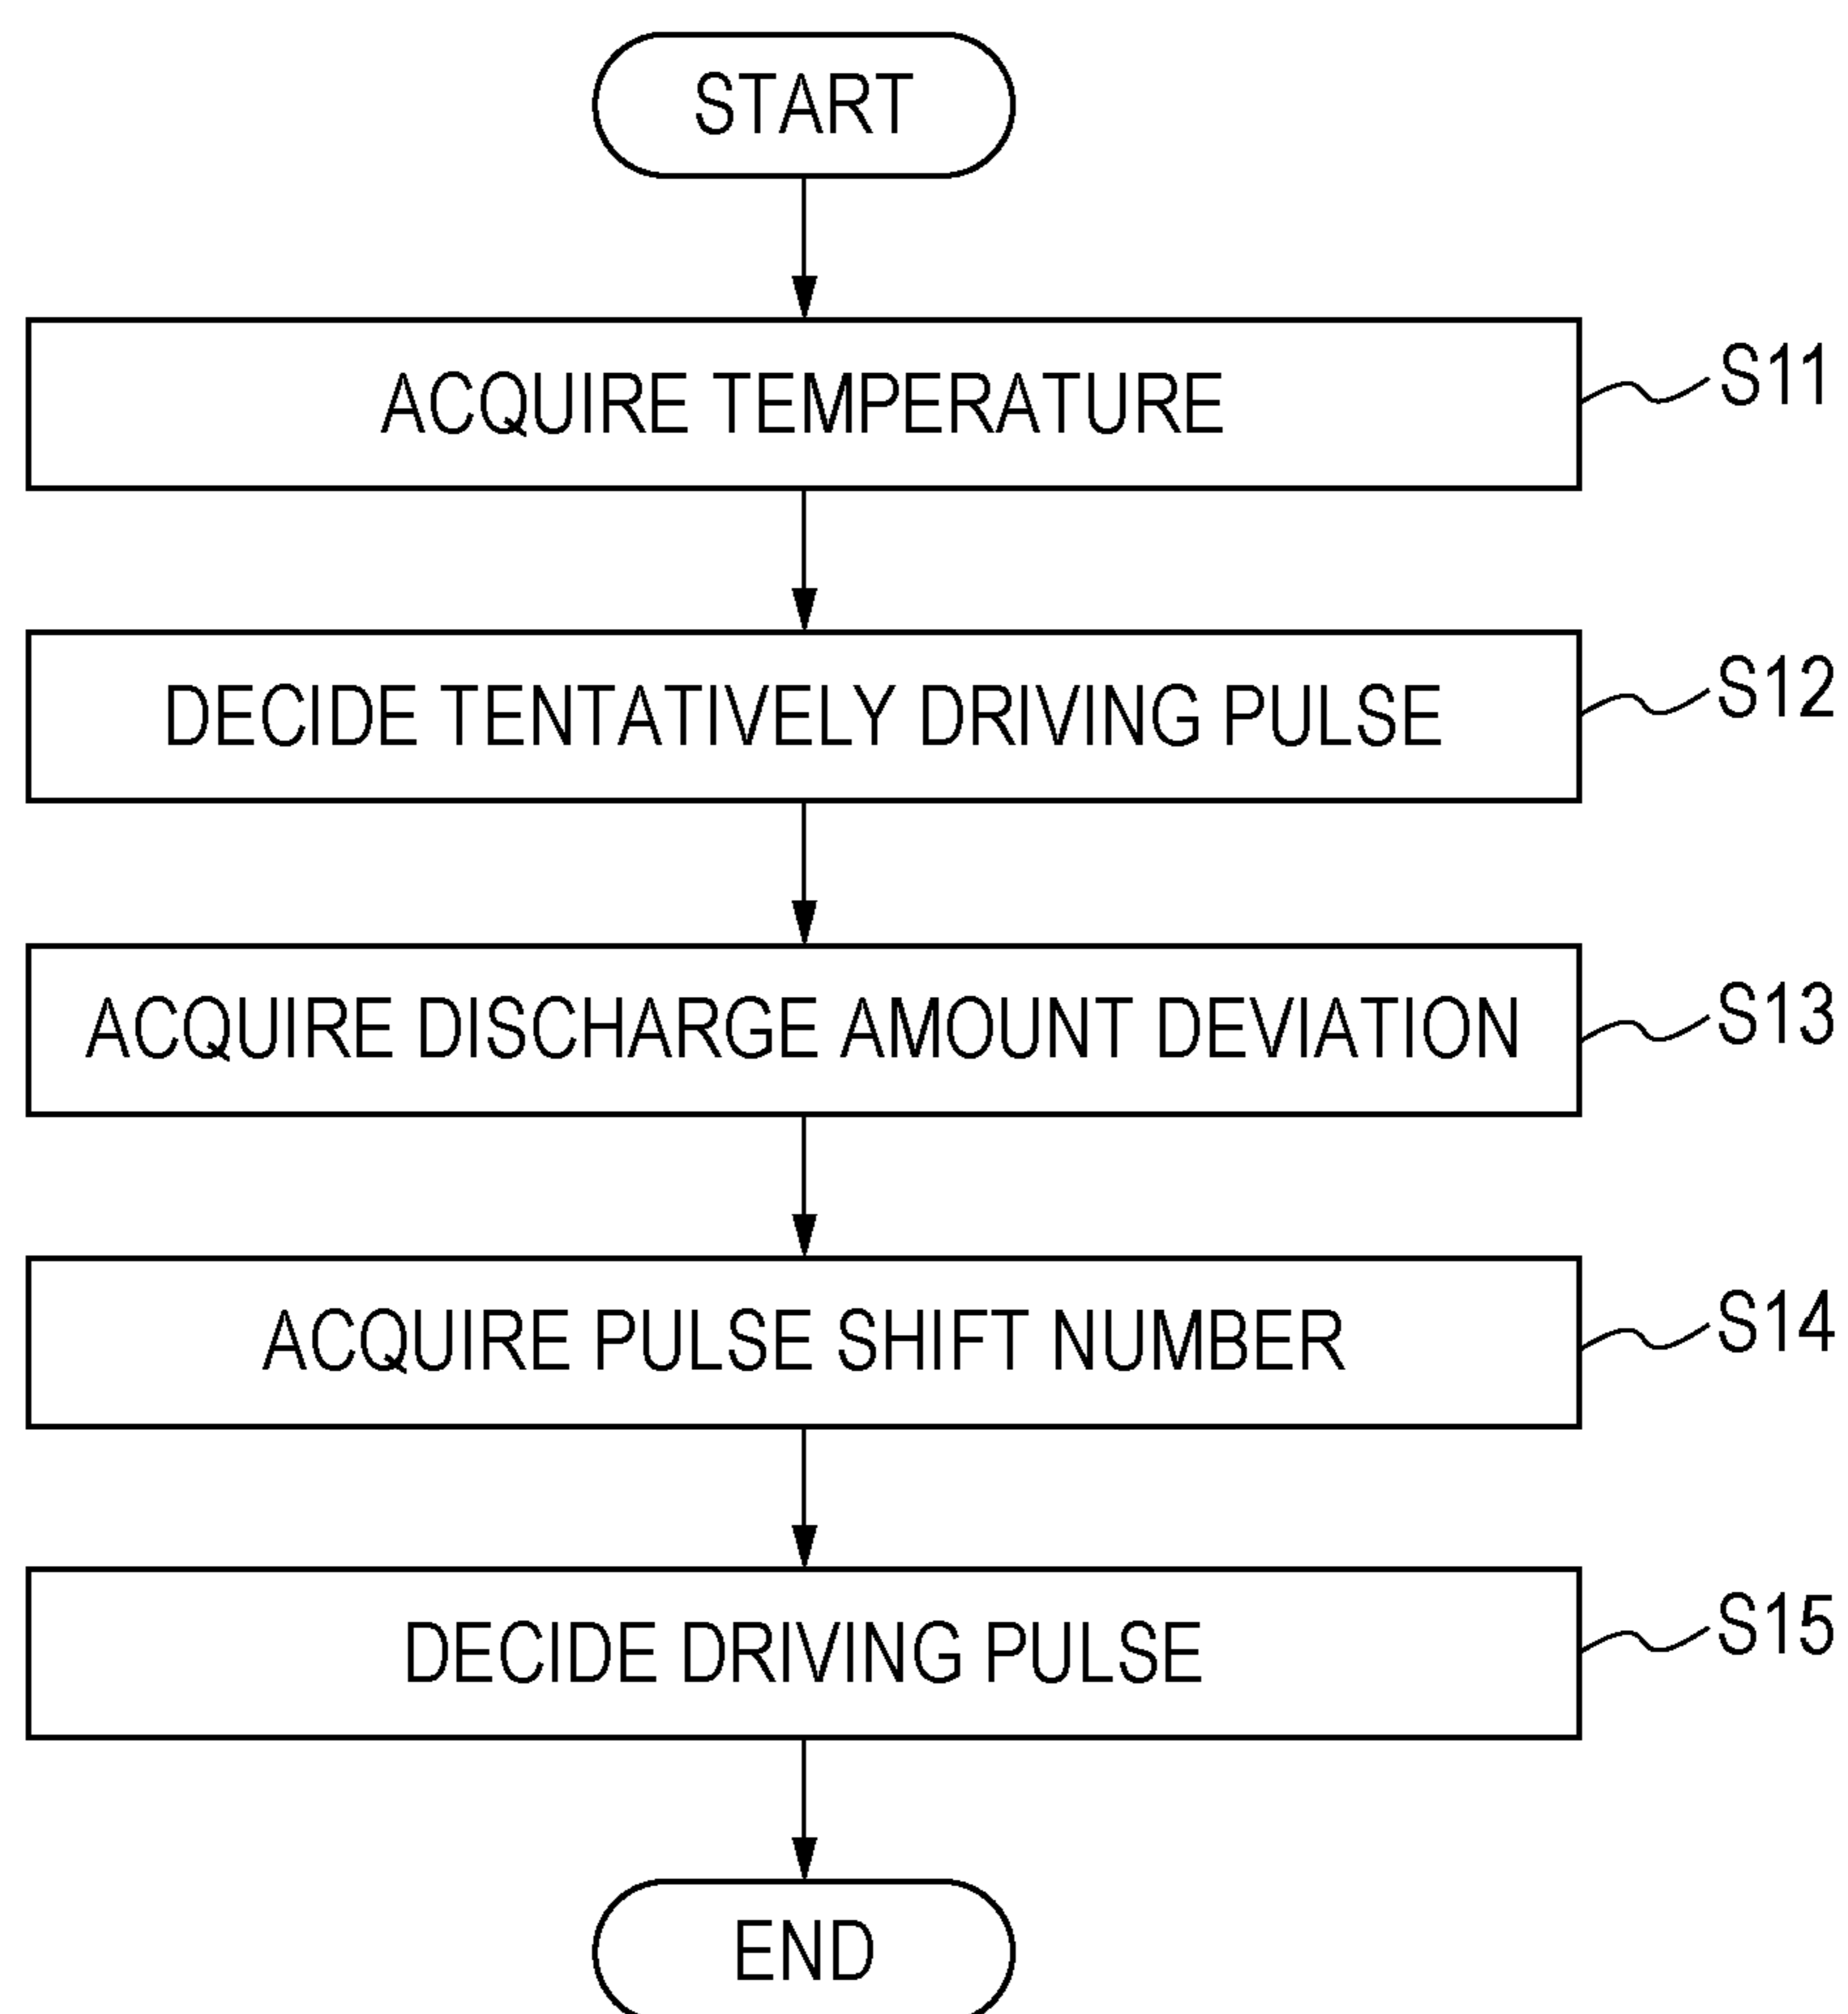 START
ACQUIRE TEMPERATURE
S11
DECIDE TENTATIVELY DRIVING PULSE
S12
ACQUIRE DISCHARGE AMOUNT DEVIATION
S13
ACQUIRE PULSE SHIFT NUMBER
S14
DECIDE DRIVING PULSE
S15
END